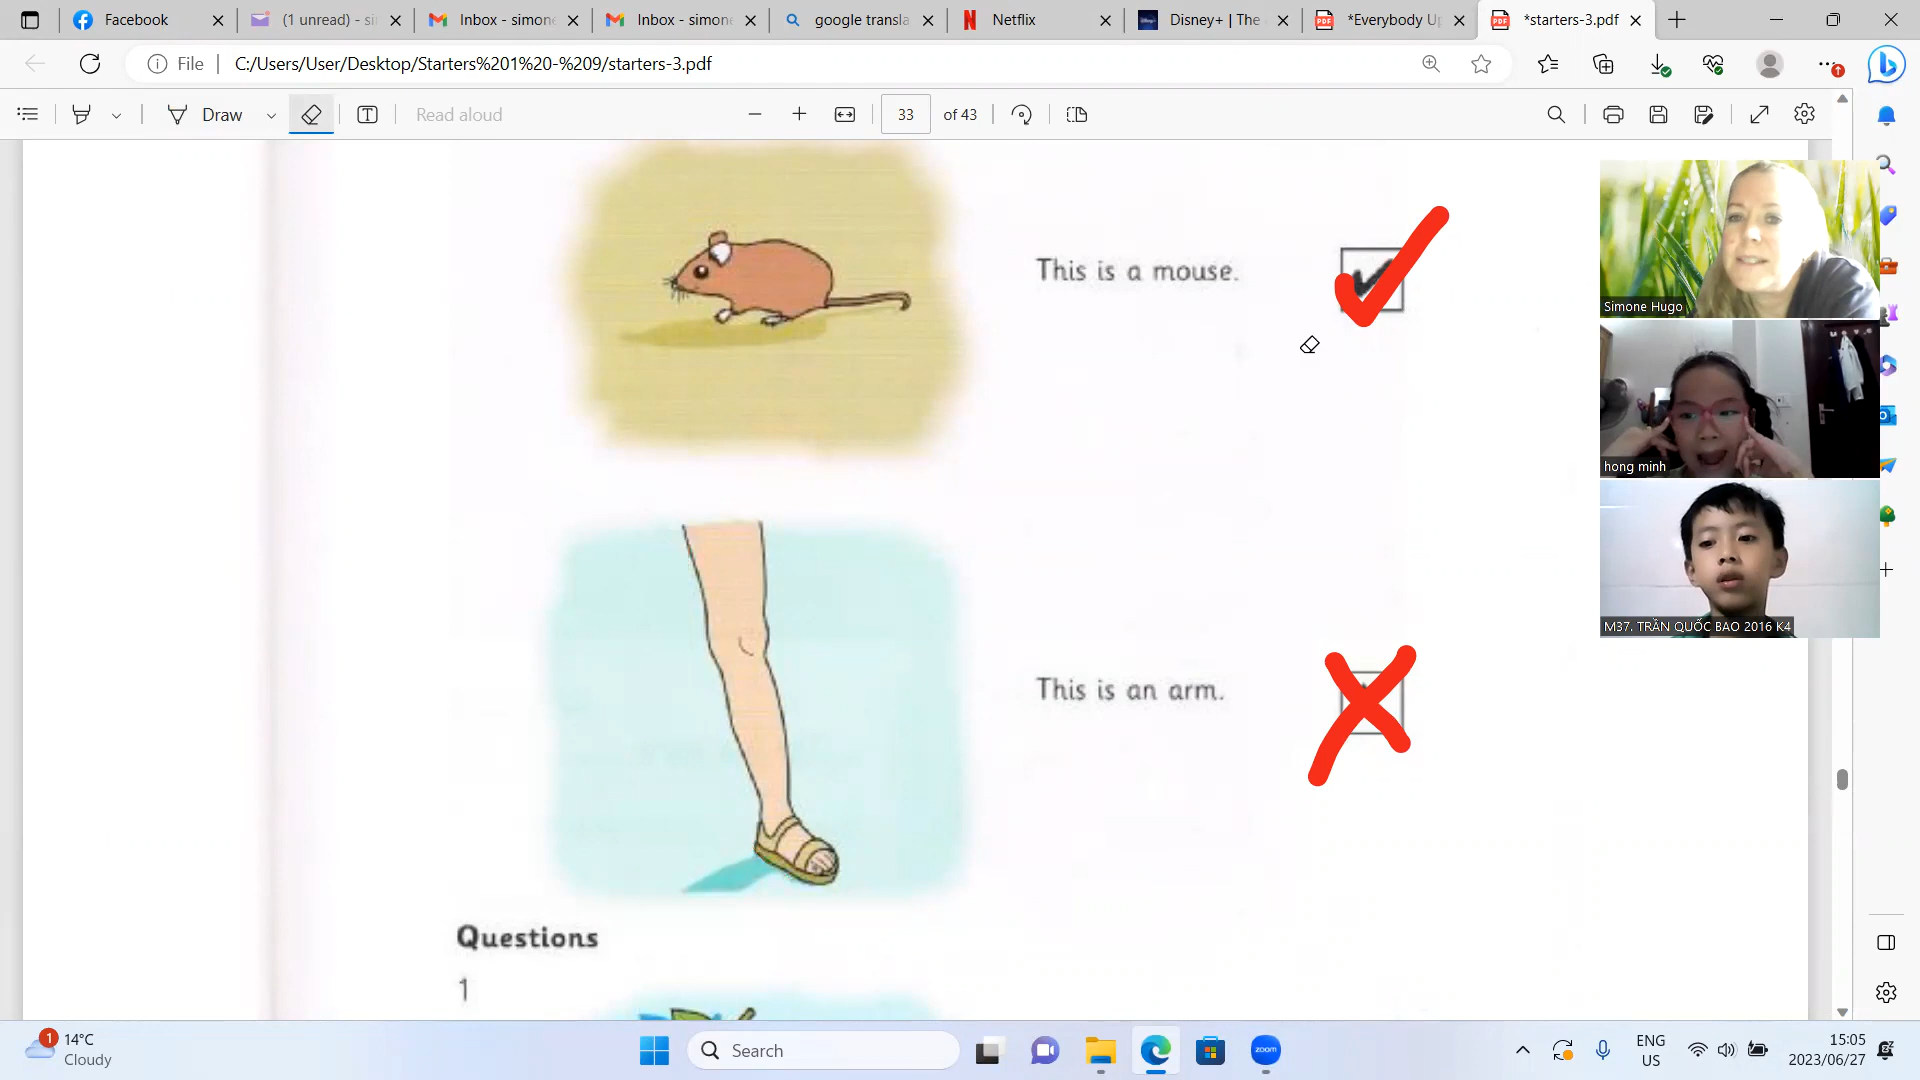 Facebook
(1 unread) - si
Inbox - simone
Inbox - simone
google transla
Netflix
Disney+ | The
*Everybody Up
*starters-3.pdf
File
C:/Users/User/Desktop/Starters%201%20-%209/starters-3.pdf
Draw
Read aloud
33
of 43
This is a mouse.
This is an arm.
Questions
1
Simone Hugo
hong minh
M37. TRẦN QUỐC BẢO 2016 K4
1
14°C
Cloudy
Search
zoom
ENG
US
15:05
2023/06/27